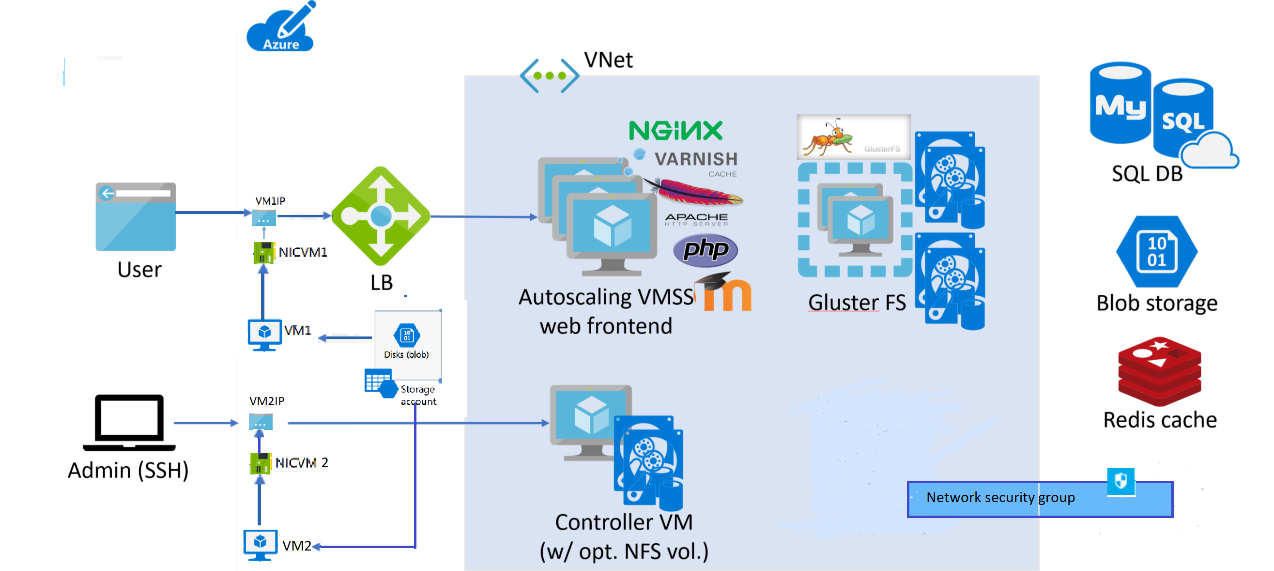 Azure
VNet
NGINX
VARNISH
CACHE
GlusterFS
My
SQL
SQL DB
VM1IP
APACHE
HTTP SERVER
php
NICVM1
User
LB
Autoscaling VMSS
web frontend
m
Gluster FS
10
01
Blob storage
VM1
10
01
Disks (blob)
Storage
account
VM2IP
Redis cache
Admin (SSH)
NICVM 2
Network security group
Controller VM
(w/ opt. NFS vol.)
VM2